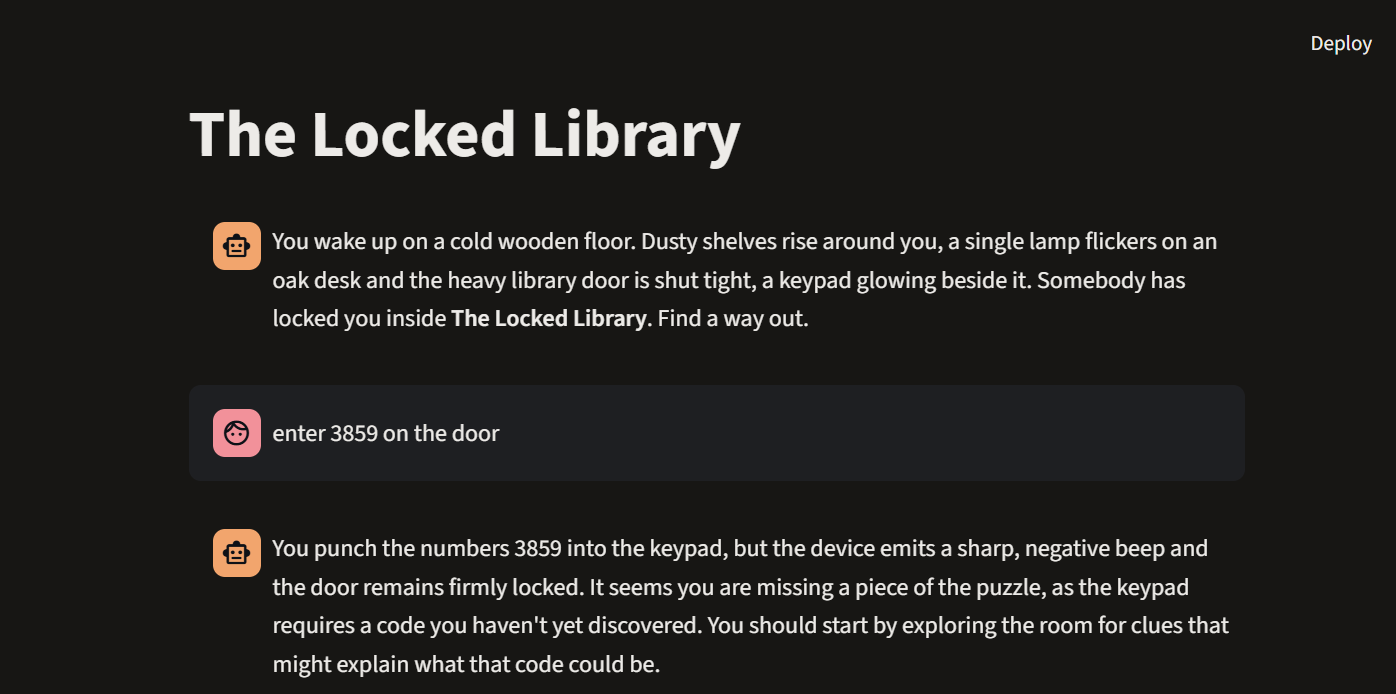 Deploy
The Locked Library
You wake up on a cold wooden floor. Dusty shelves rise around you, a single lamp flickers on an
oak desk and the heavy library door is shut tight, a keypad glowing beside it. Somebody has
locked you inside The Locked Library. Find a way out.
enter 3859 on the door
You punch the numbers 3859 into the keypad, but the device emits a sharp, negative beep and
the door remains firmly locked. It seems you are missing a piece of the puzzle, as the keypad
requires a code you haven't yet discovered. You should start by exploring the room for clues that
might explain what that code could be.